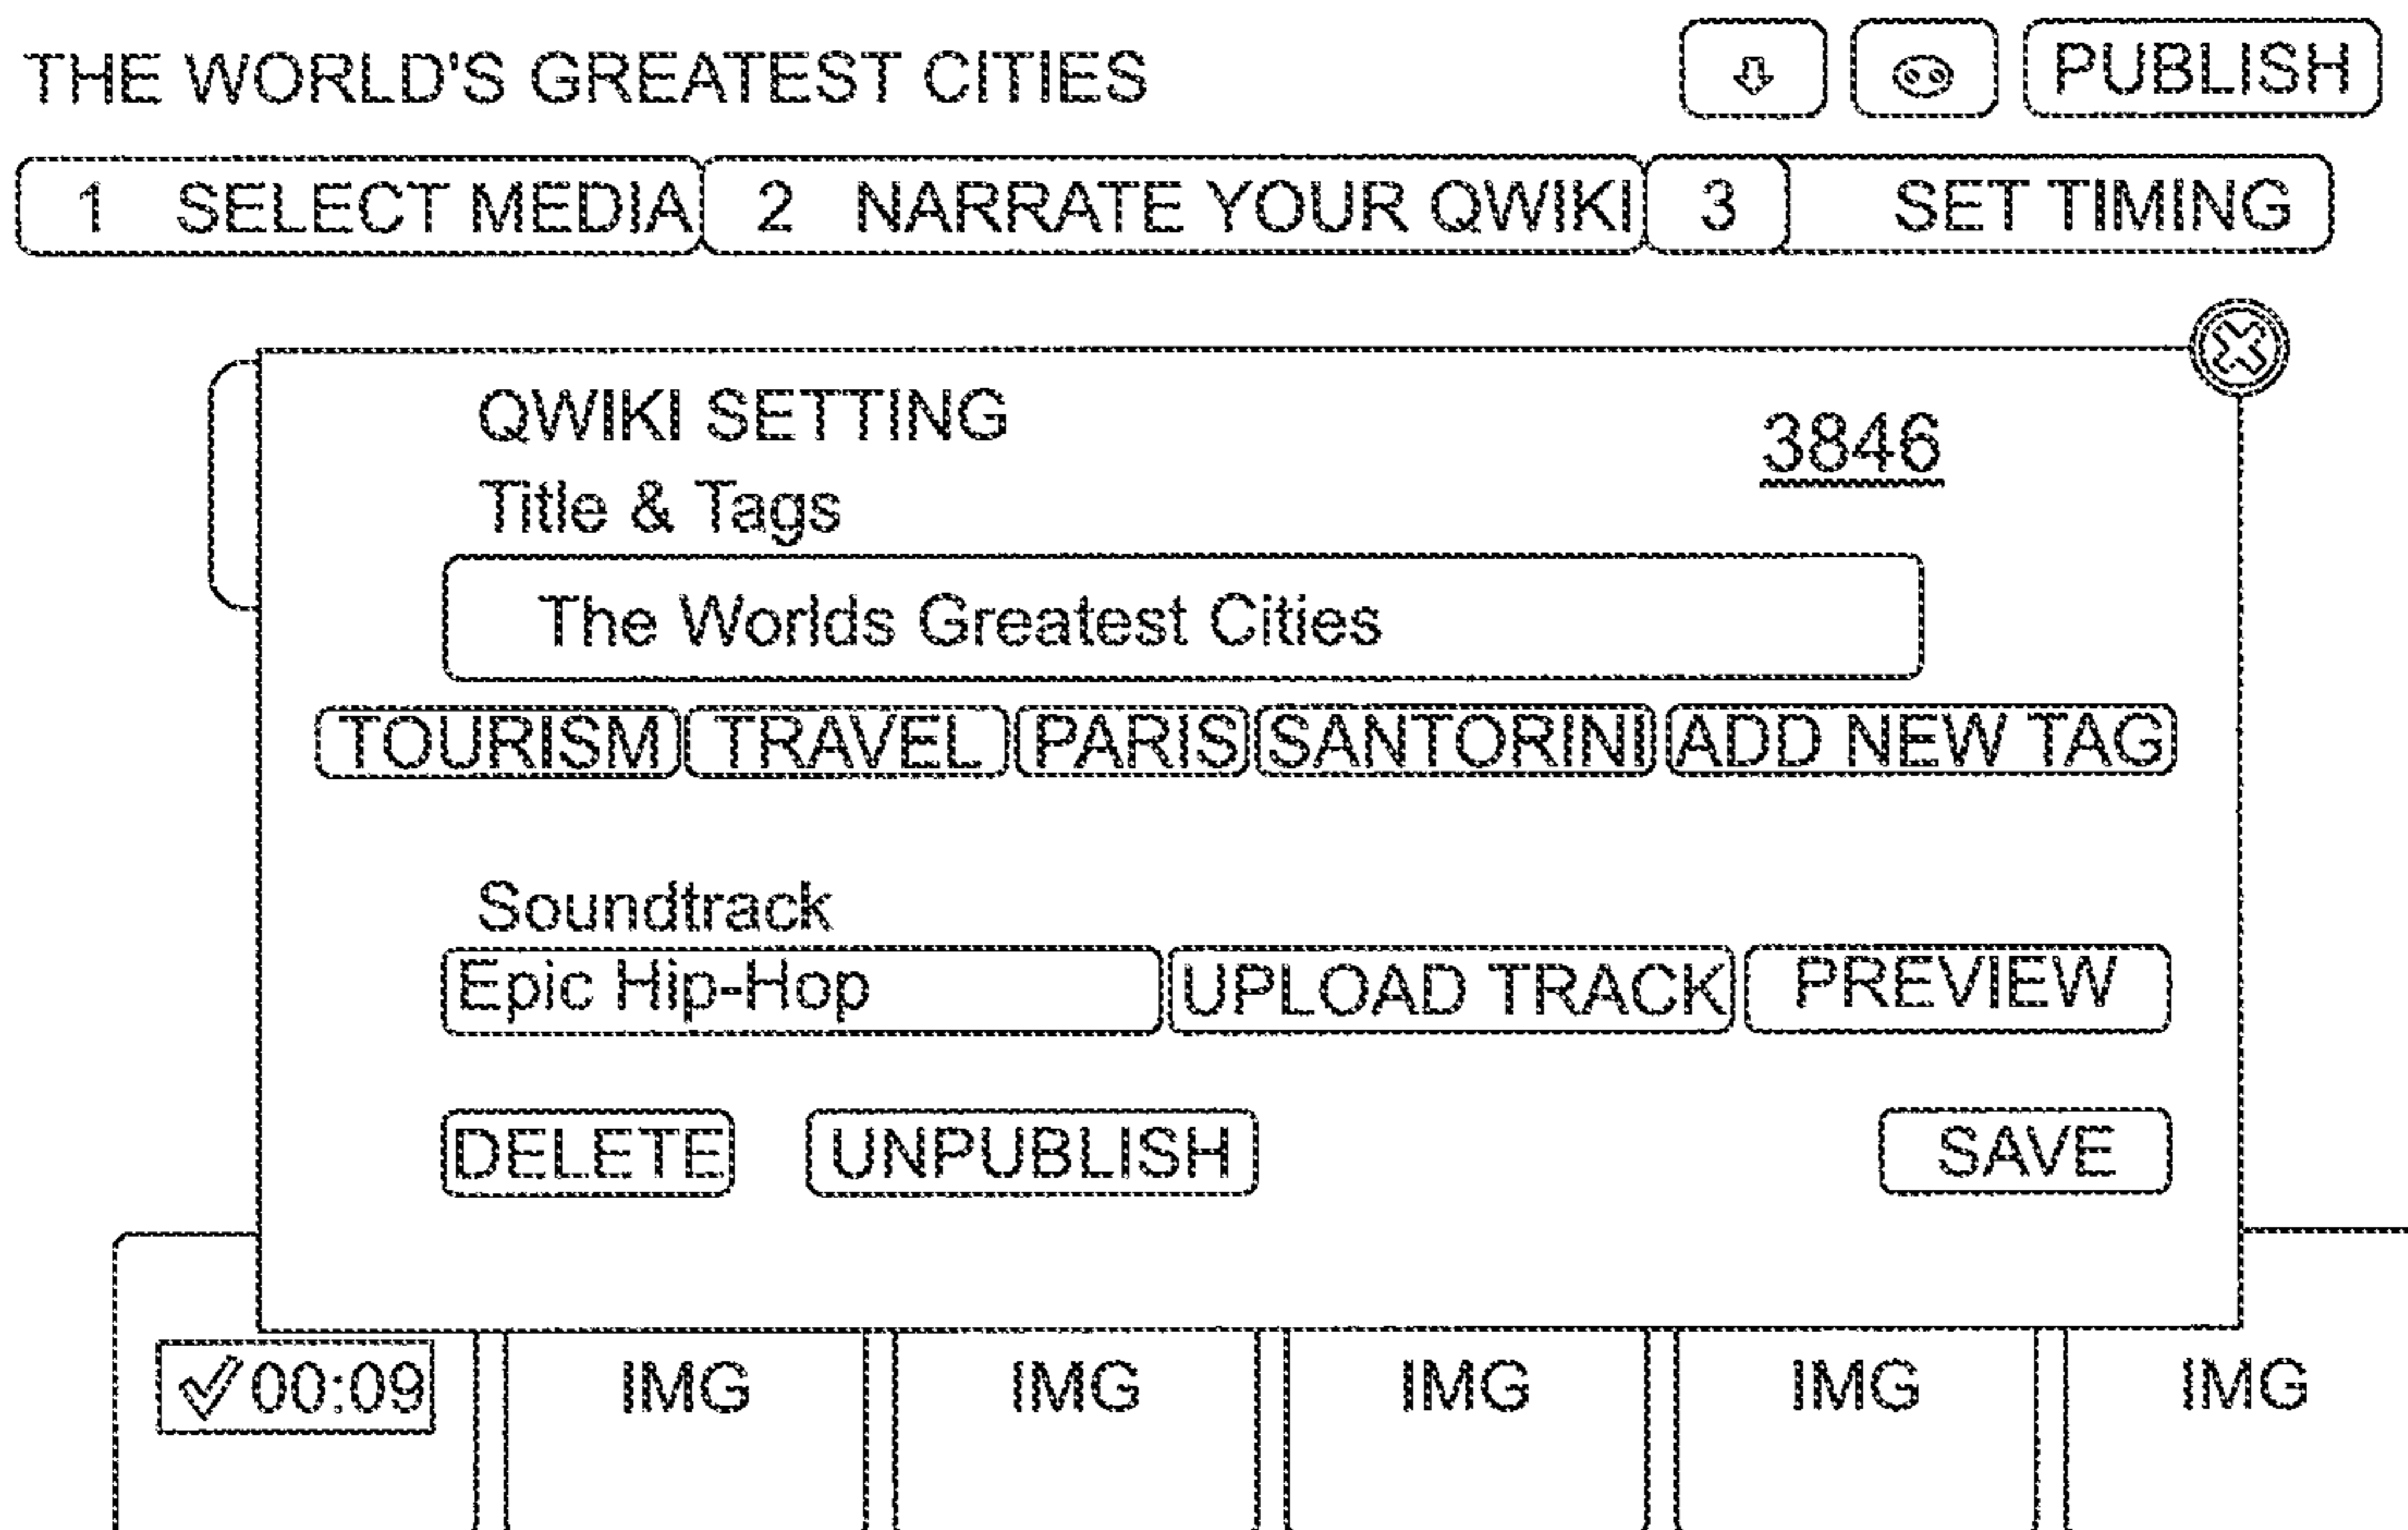 THE WORLD'S GREATEST CITIES PUBLISH
1 SELECT MEDIA 2 NARRATE YOUR QWIKI 3 SET TIMING
QWIKI SETTING
3846
Title & Tags
The Worlds Greatest Cities
TOURISM TRAVEL PARIS SANTORINI ADD NEW TAG
Soundtrack
Epic Hip-Hop UPLOAD TRACK PREVIEW
DELETE UNPUBLISH SAVE
00:09 IMG IMG IMG IMG IMG